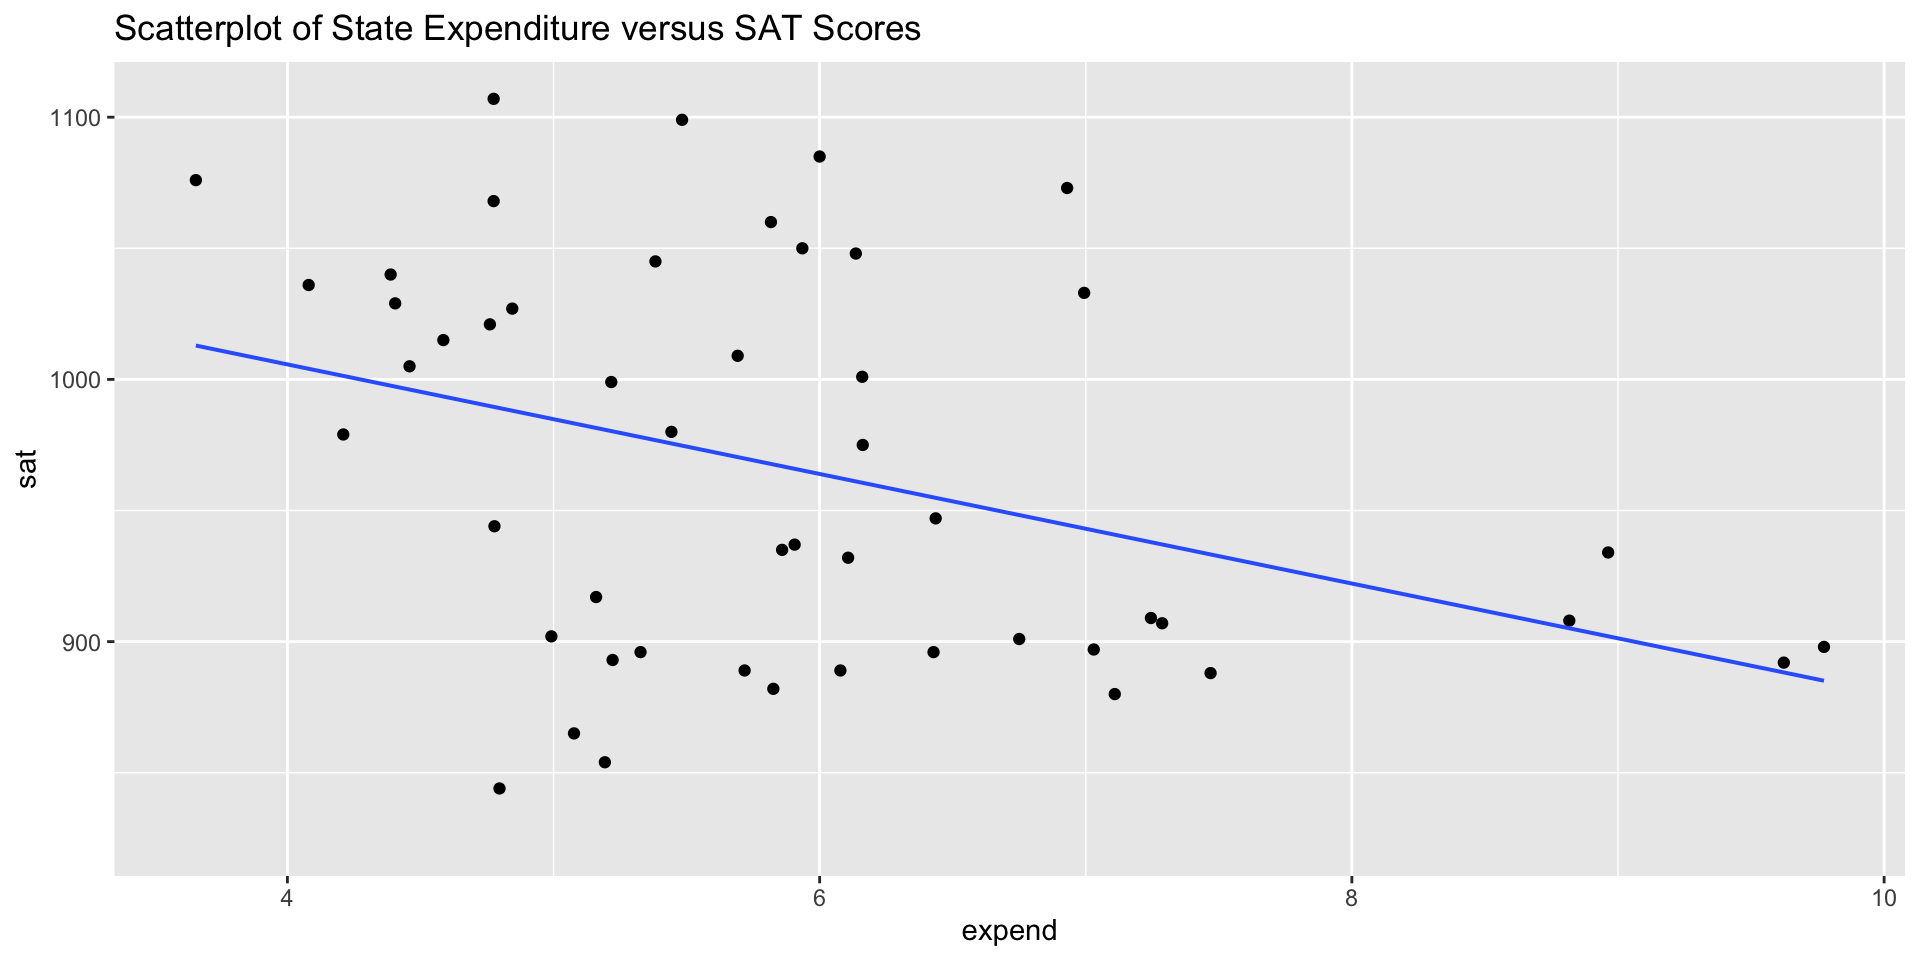 Scatterplot of State Expenditure versus SAT Scores
1100
1000
900
sat
4 6 8 10
expend